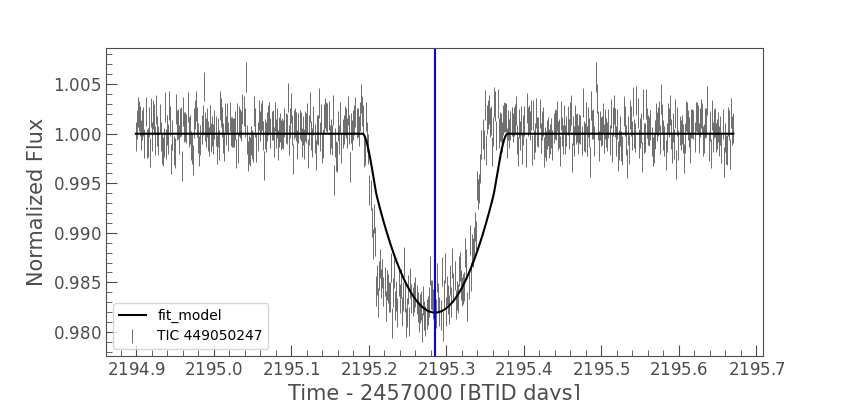 1.005
1.000
0.995
0.990
0.985
0.980
Normalized Flux
fit_model
TIC 449050247
2194.9 2195.0 2195.1 2195.2 2195.3 2195.4 2195.5 2195.6 2195.7
Time - 2457000 [BTJD days]